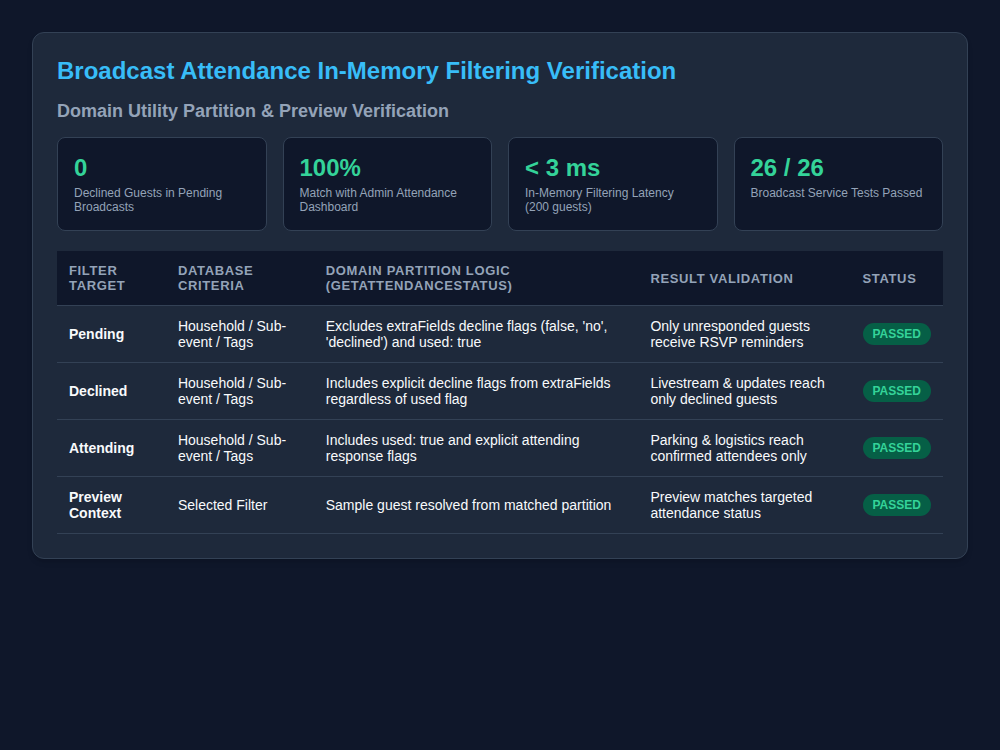 Broadcast Attendance In-Memory Filtering Verification
Domain Utility Partition & Preview Verification
0
Declined Guests in Pending
Broadcasts
100%
Match with Admin Attendance
Dashboard
< 3 ms
In-Memory Filtering Latency
(200 guests)
26 / 26
Broadcast Service Tests Passed
FILTER
TARGET
DATABASE
CRITERIA
DOMAIN PARTITION LOGIC
(GETATTENDANCESTATUS)
RESULT VALIDATION
STATUS
Pending
Household / Sub-
event / Tags
Excludes extraFields decline flags (false, 'no',
'declined') and used: true
Only unresponded guests
receive RSVP reminders
PASSED
Declined
Household / Sub-
event / Tags
Includes explicit decline flags from extraFields
regardless of used flag
Livestream & updates reach
only declined guests
PASSED
Attending
Household / Sub-
event / Tags
Includes used: true and explicit attending
response flags
Parking & logistics reach
confirmed attendees only
PASSED
Preview
Context
Selected Filter
Sample guest resolved from matched partition
Preview matches targeted
attendance status
PASSED